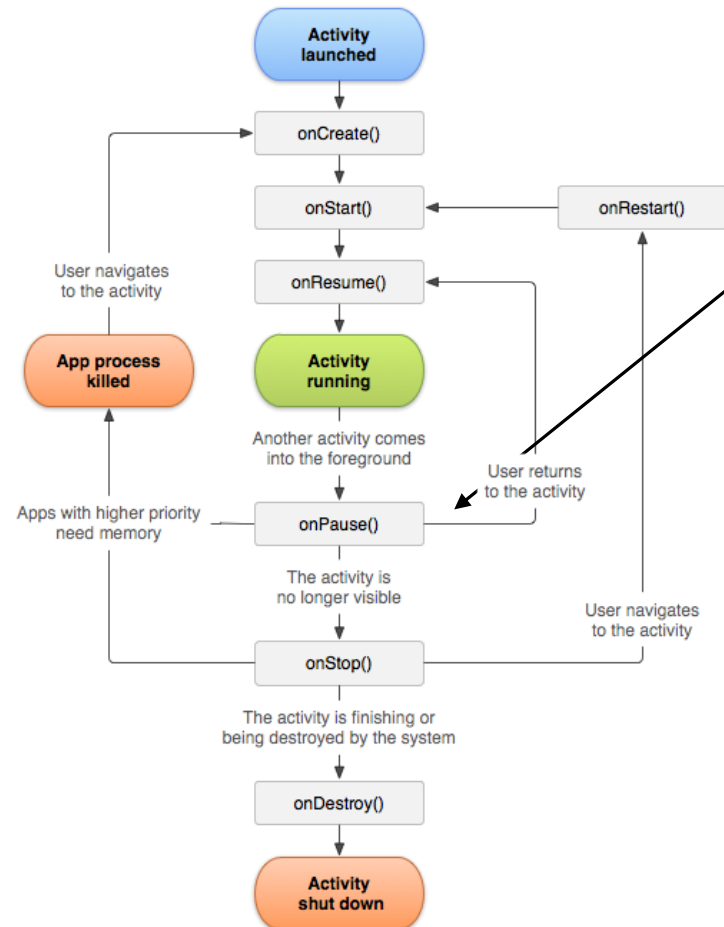 Activity
launched
onCreate()
onStart()
onRestart()
User navigates
to the activity
onResume()
App process
killed
Activity
running
Another activity comes
into the foreground
User returns
to the activity
Apps with higher priority
need memory
onPause()
The activity is
no longer visible
User navigates
to the activity
onStop()
The activity is finishing or
being destroyed by the system
onDestroy()
Activity
shut down